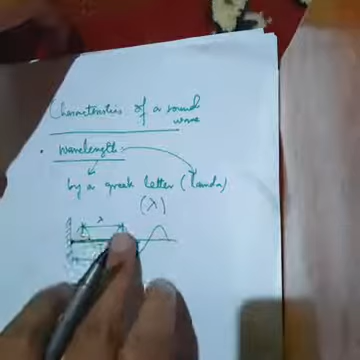 Characteristics of a sound
wave
• Wavelength
by a greek letter (lamda)
(λ)
λ